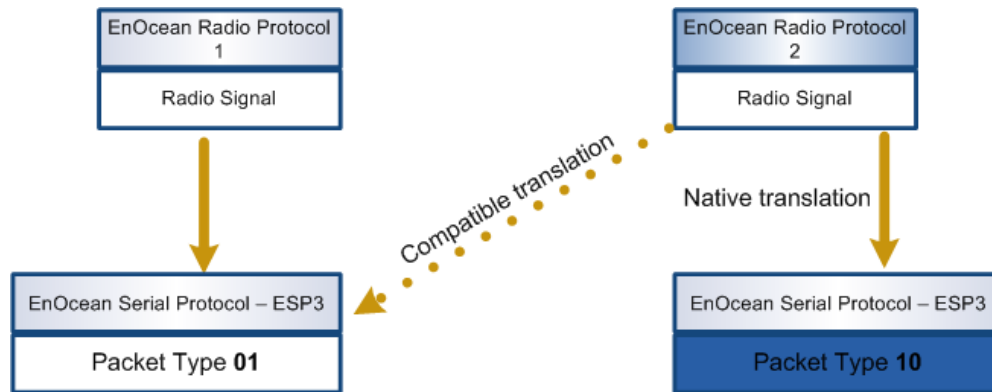 EnOcean Radio Protocol
1
Radio Signal
EnOcean Radio Protocol
2
Radio Signal
Compatible translation
Native translation
EnOcean Serial Protocol – ESP3
Packet Type 01
EnOcean Serial Protocol – ESP3
Packet Type 10